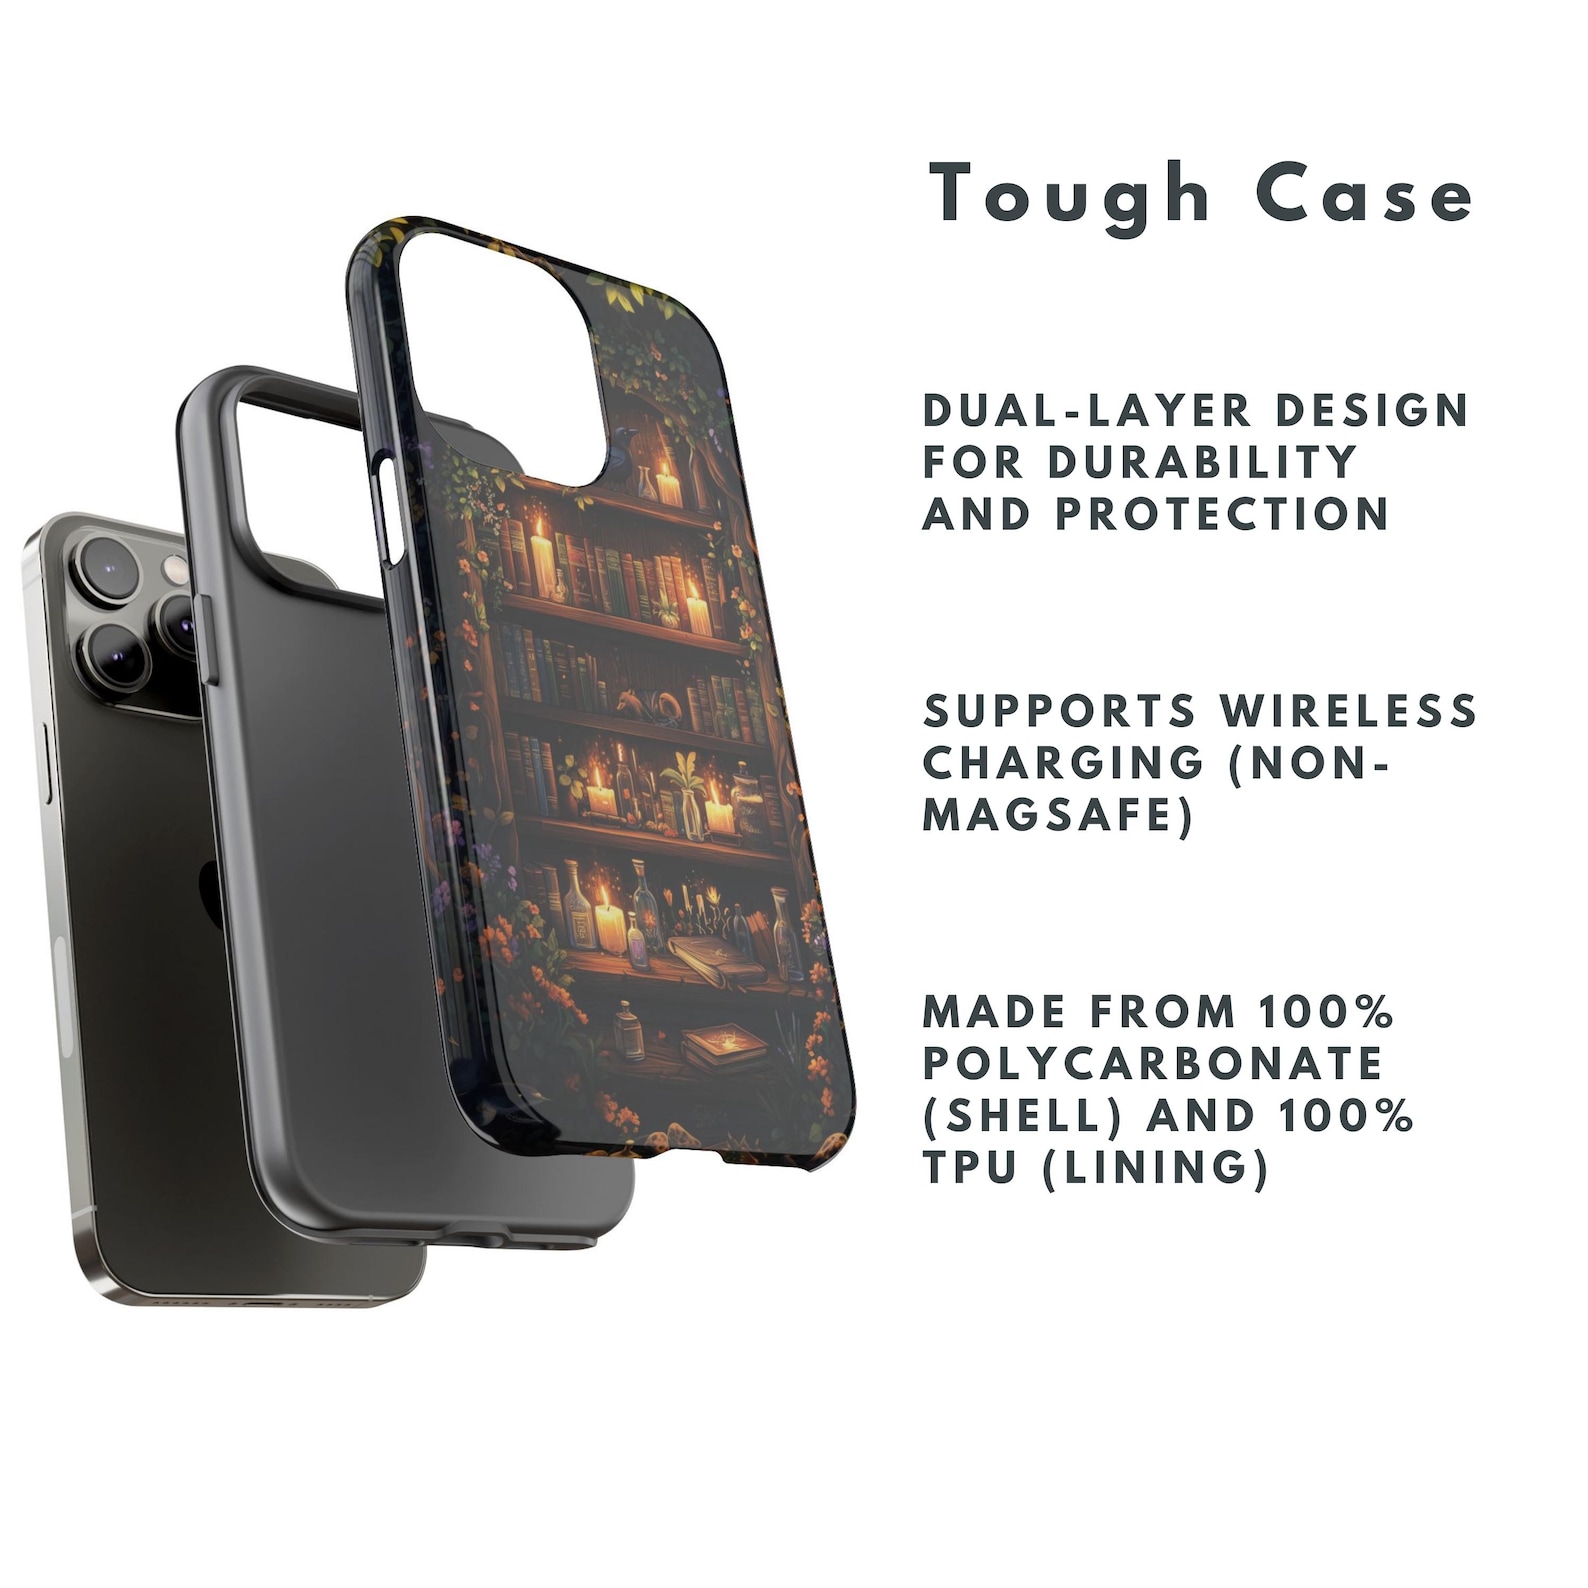 Tough Case
DUAL-LAYER DESIGN
FOR DURABILITY
AND PROTECTION
SUPPORTS WIRELESS
CHARGING (NON-
MAGSAFE)
MADE FROM 100%
POLYCARBONATE
(SHELL) AND 100%
TPU (LINING)